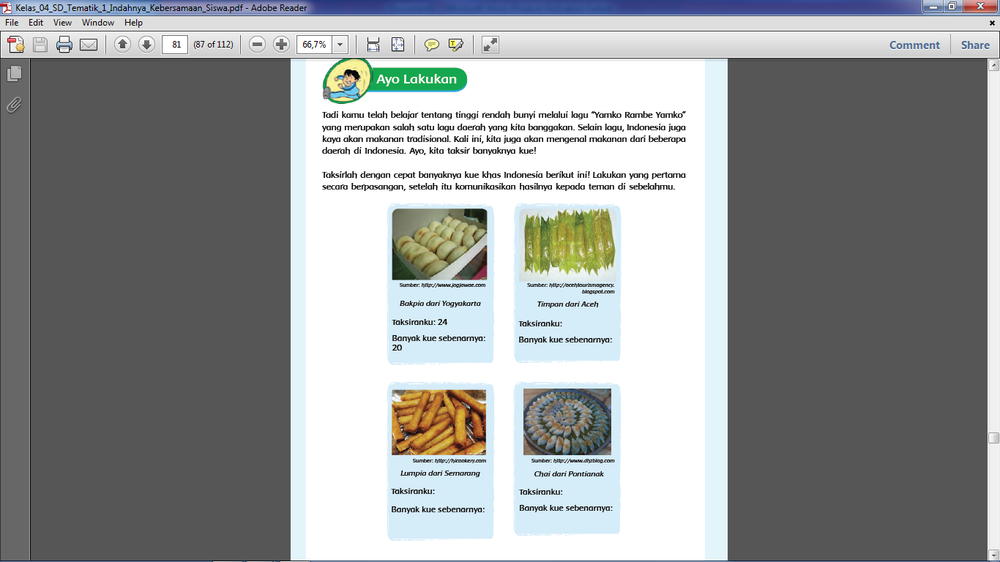 Kelas_04_SD_Tematik_1_Indahnya_Kebersamaan_Siswa.pdf - Adobe Reader
File Edit View Window Help
81 (87 of 112) 66,7% Comment Share
Ayo Lakukan
Tadi kamu telah belajar tentang tinggi rendah bunyi melalui lagu “Yamko Rambe Yamko”
yang merupakan salah satu lagu daerah yang kita banggakan. Selain lagu, Indonesia juga
kaya akan makanan tradisional. Kali ini, kita juga akan mengenal makanan dari beberapa
daerah di Indonesia. Ayo, kita taksir banyaknya kue!
Taksirlah dengan cepat banyaknya kue khas Indonesia berikut ini! Lakukan yang pertama
secara berpasangan, setelah itu komunikasikan hasilnya kepada teman di sebelahmu.
Sumber: http://www.jogjawae.com
Bakpia dari Yogyakarta
Taksiranku: 24
Banyak kue sebenarnya:
20
Sumber: http://acehtourismagency.
blogspot.com
Timpan dari Aceh
Taksiranku:
Banyak kue sebenarnya:
Sumber: http://hjcookery.com
Lumpia dari Semarang
Taksiranku:
Banyak kue sebenarnya:
Sumber: http://www.dhzblog.com
Chai dari Pontianak
Taksiranku:
Banyak kue sebenarnya: